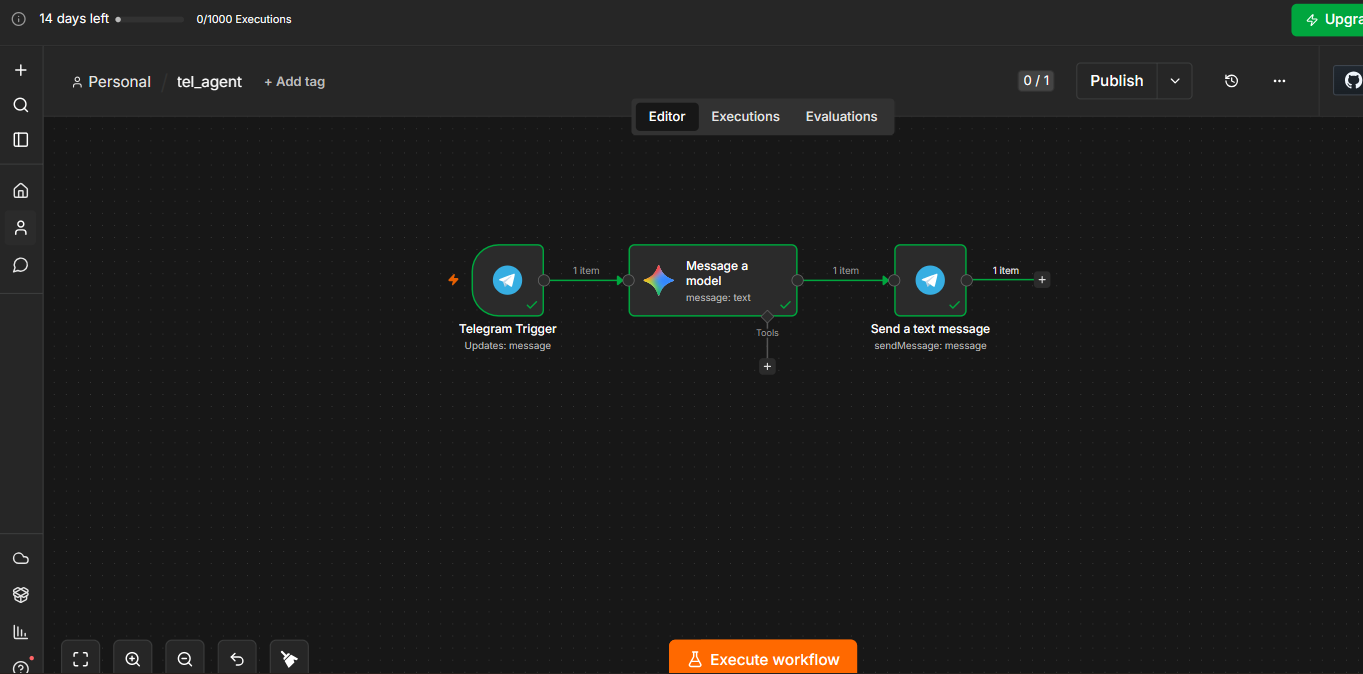 14 days left
0/1000 Executions
Upgra
Personal / tel_agent + Add tag
0 / 1
Publish
Editor
Executions
Evaluations
1 item
1 item
1 item
Message a
model
message: text
Telegram Trigger
Updates: message
Tools
Send a text message
sendMessage: message
Execute workflow